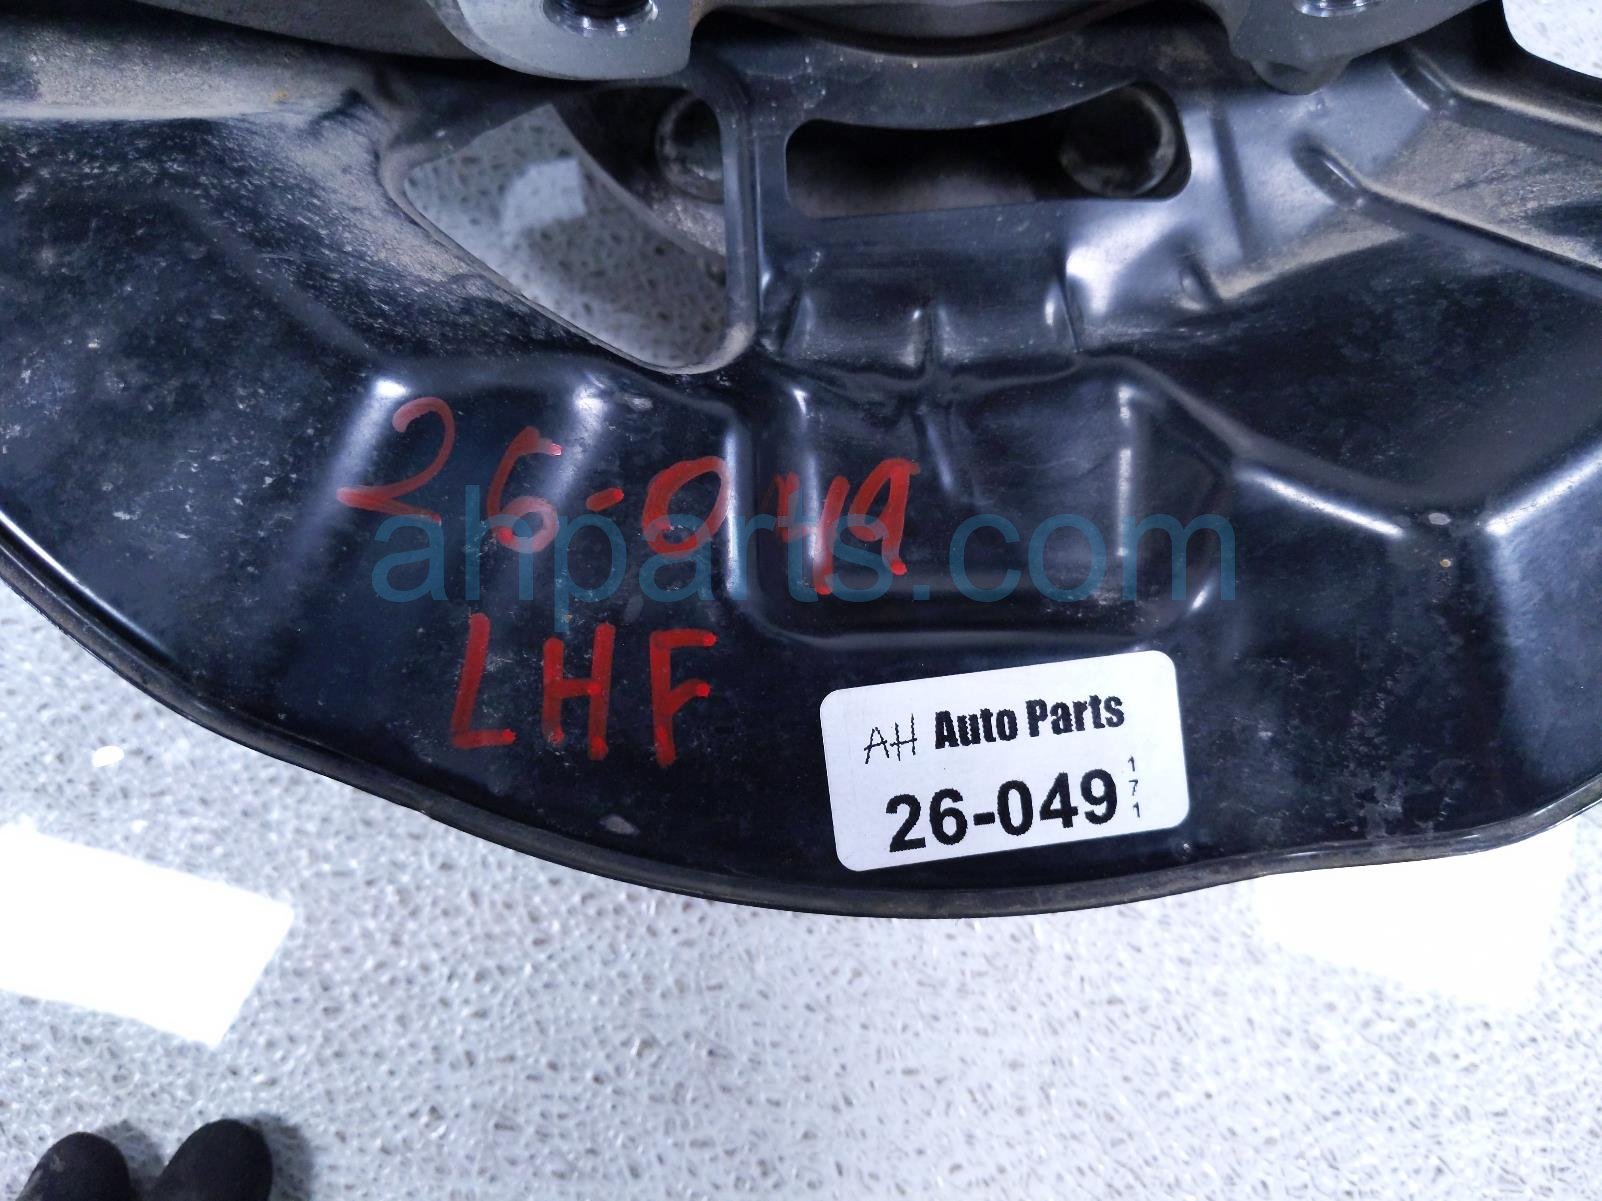 26-049
ahparts.com
LHF
AH Auto Parts
26-049 171